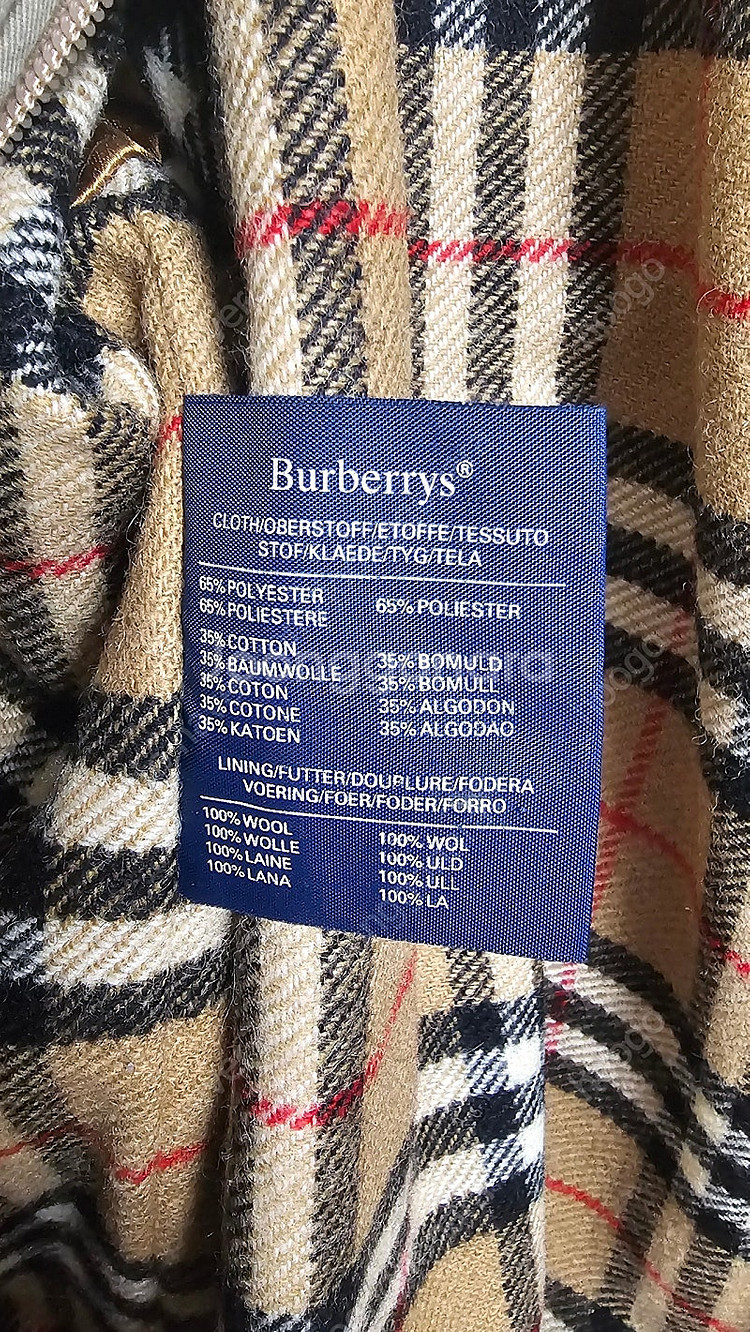 Burberrys®
CLOTH/OBERSTOFF/ETOFFE/TESSUTO
STOF/KLAEDE/TYG/TELA
65% POLYESTER
65% POLIESTERE
65% POLIESTER
35% COTTON
35% BAUMWOLLE
35% COTON
35% COTONE
35% KATOEN
35% BOMULD
35% BOMULL
35% ALGODON
35% ALGODAO
LINING/FUTTER/DOUPLURE/FODERA
VOERING/FOER/FODER/FORRO
100% WOOL
100% WOLLE
100% LAINE
100% LANA
100% WOL
100% ULD
100% ULL
100% LA